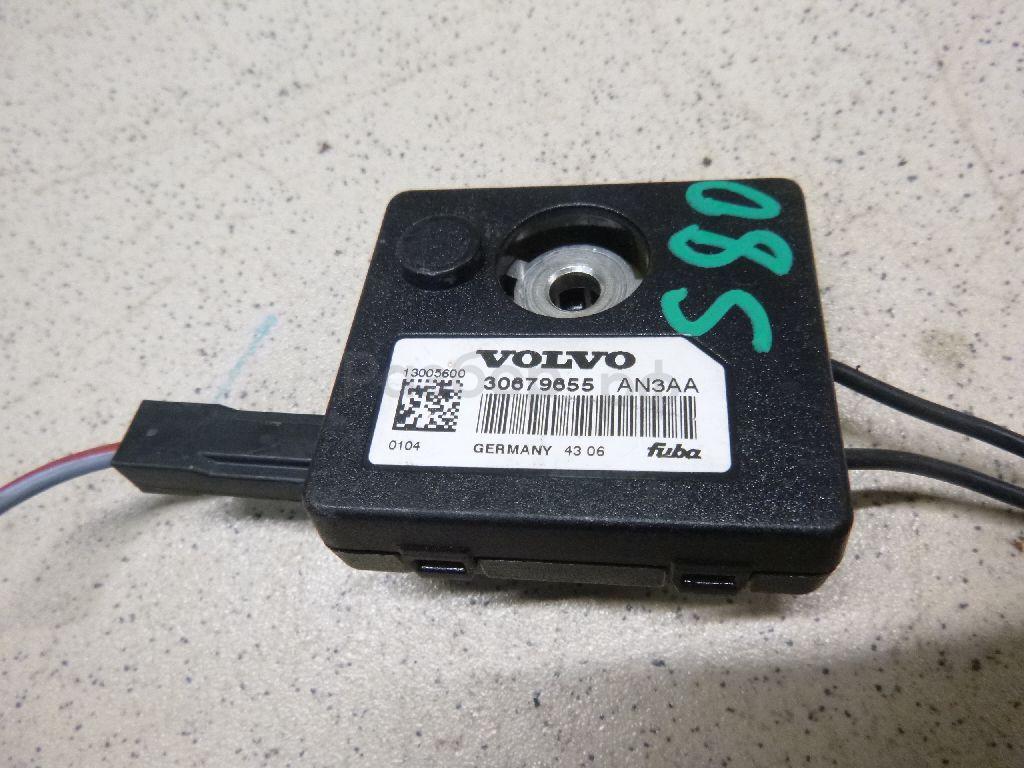 S80
VOLVO
13005600
30679655 AN3AA
0104
GERMANY 43 06
fuba